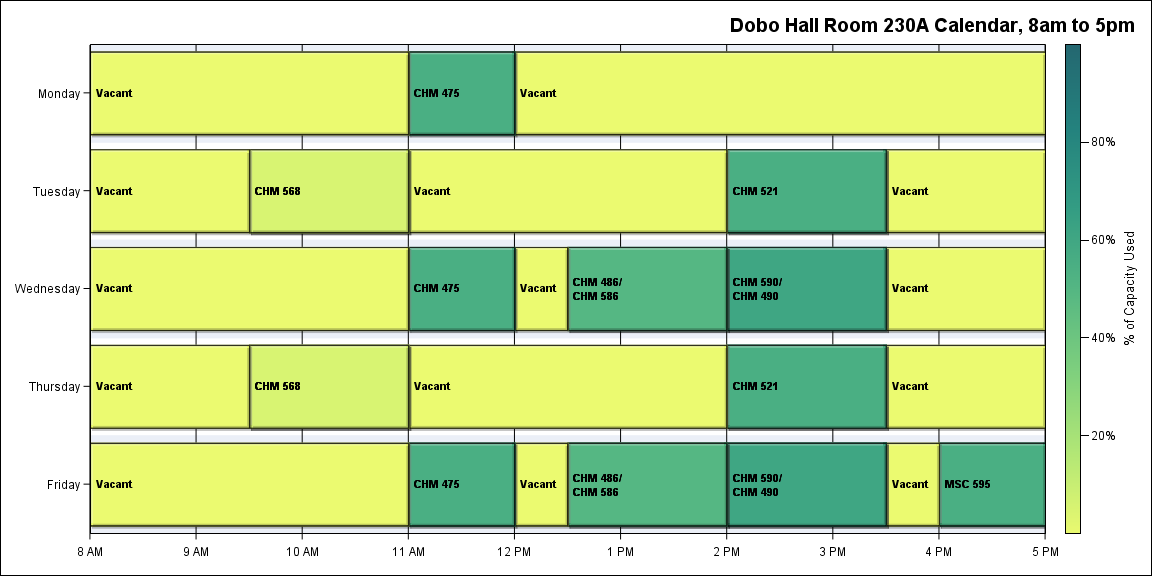 Dobo Hall Room 230A Calendar, 8am to 5pm
Monday
Vacant
CHM 475
Vacant
Tuesday
Vacant
CHM 568
Vacant
CHM 521
Vacant
Wednesday
Vacant
CHM 475
Vacant
CHM 486/
CHM 586
CHM 590/
CHM 490
Vacant
Thursday
Vacant
CHM 568
Vacant
CHM 521
Vacant
Friday
Vacant
CHM 475
Vacant
CHM 486/
CHM 586
CHM 590/
CHM 490
Vacant
MSC 595
8 AM
9 AM
10 AM
11 AM
12 PM
1 PM
2 PM
3 PM
4 PM
5 PM
80%
60%
40%
20%
% of Capacity Used